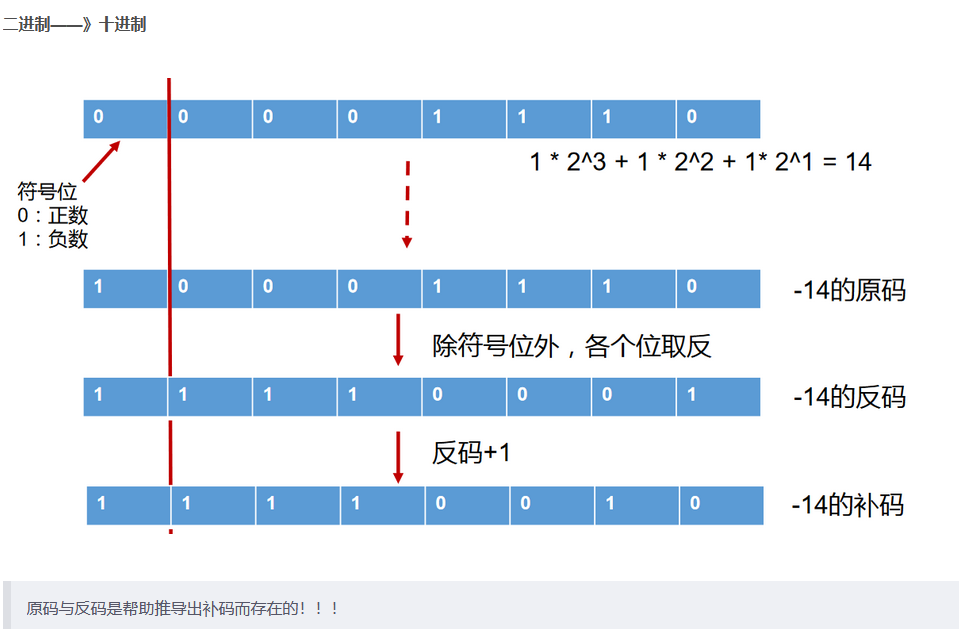 二进制——》十进制
0 0 0 0 1 1 1 0
1 * 2^3 + 1 * 2^2 + 1* 2^1 = 14
符号位
0：正数
1：负数
1 0 0 0 1 1 1 0 -14的原码
除符号位外，各个位取反
1 1 1 1 0 0 0 1 -14的反码
反码+1
1 1 1 1 0 0 1 0 -14的补码
原码与反码是帮助推导出补码而存在的！！！